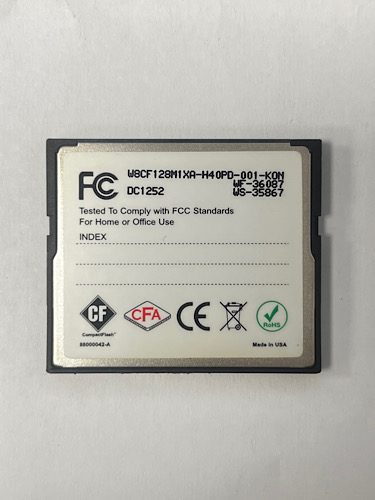 FC
W8CF128M1XA-H40PD-001-KON
DC1252
WF-36087
WS-35867
Tested To Comply with FCC Standards
For Home or Office Use
INDEX
CF
CFA
CE
RoHS
CompactFlash
88000042-A
Made in USA